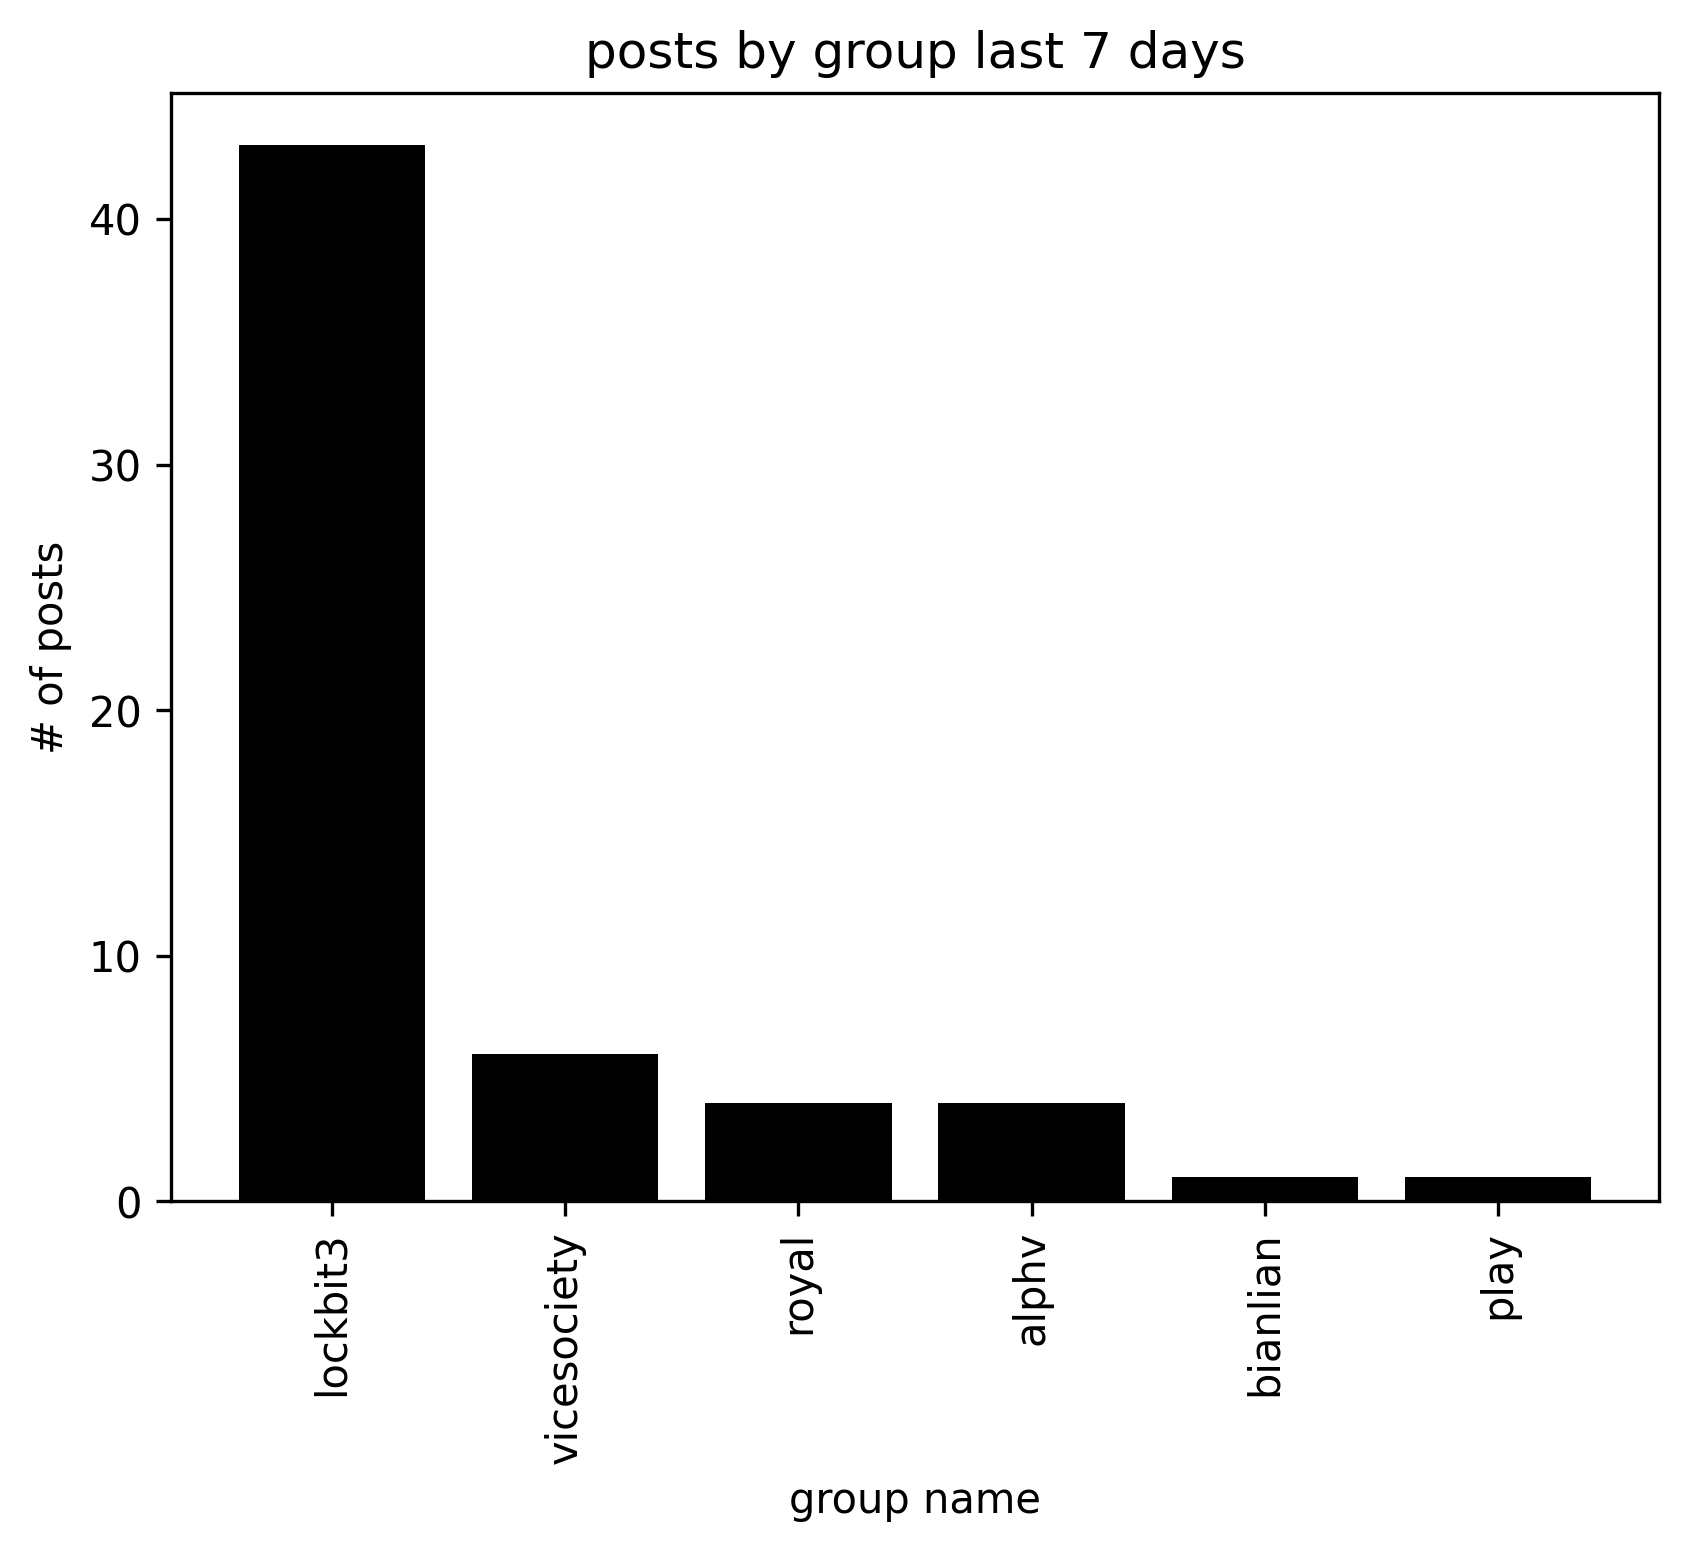 posts by group last 7 days
# of posts
40
30
20
10
0
lockbit3
vicesociety
royal
alphv
bianlian
play
group name